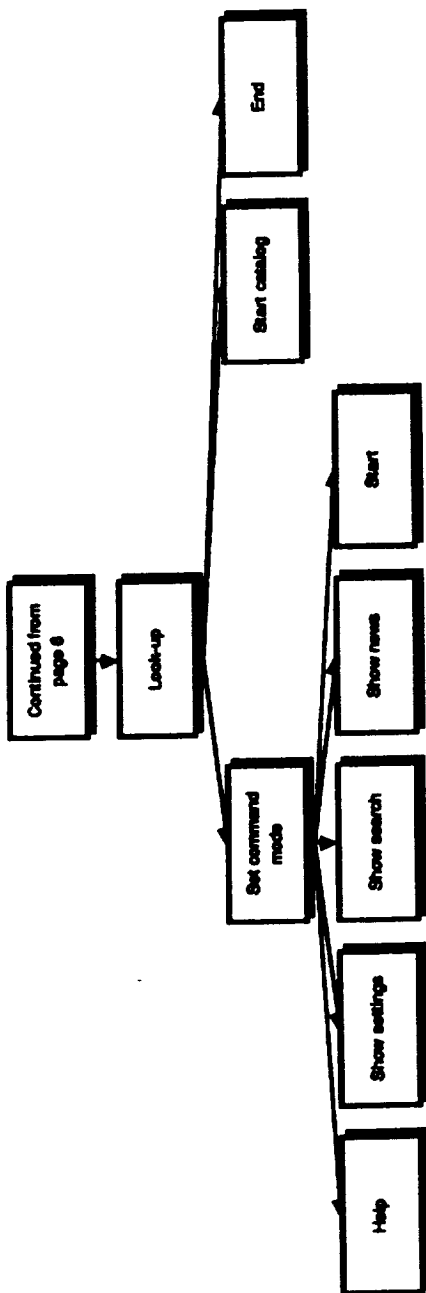 Continued from
page 6
Look-up
Set command
mode
Start catalog
End
Help
Show settings
Show search
Show news
Start